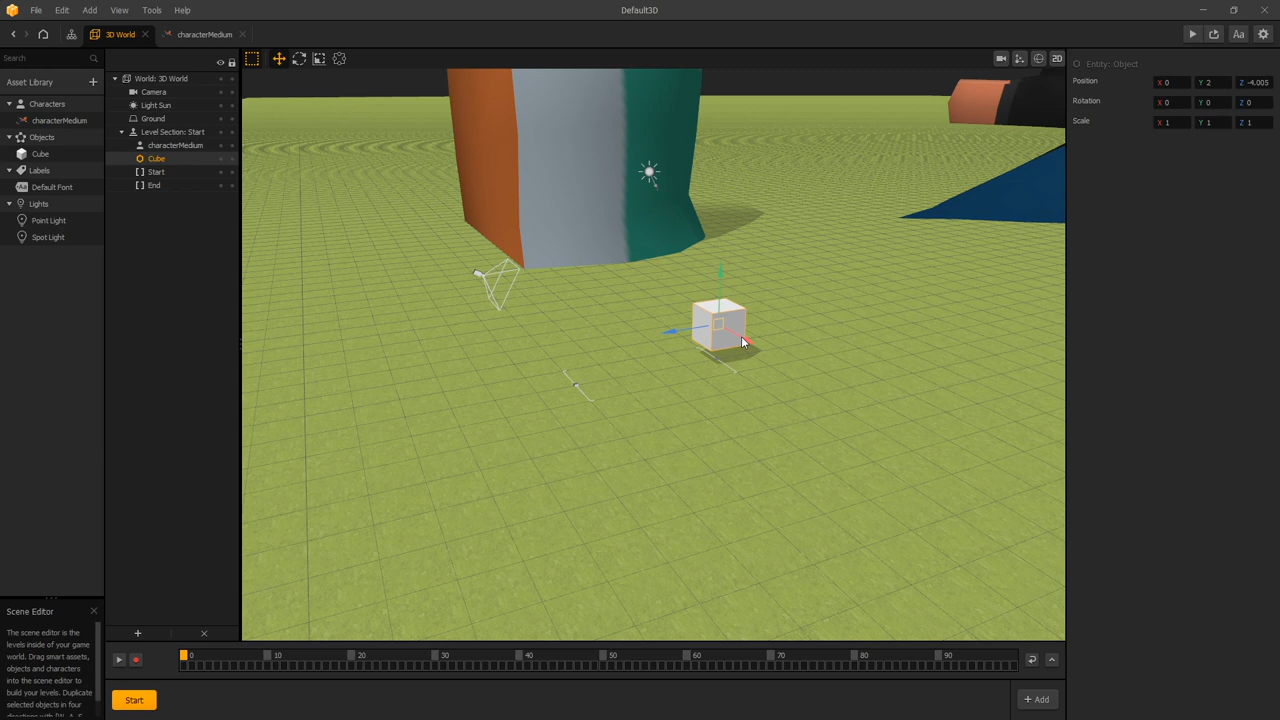 File Edit Add View Tools Help
Default3D
3D World
characterMedium
Aa
Search
Asset Library
Characters
characterMedium
Objects
Cube
Labels
Aa Default Font
Lights
Point Light
Spot Light
World: 3D World
Camera
Light Sun
Ground
Level Section: Start
characterMedium
Cube
Start
End
2D
Entity: Object
Position X 0 Y 2 Z -4.005
Rotation X 0 Y 0 Z 0
Scale X 1 Y 1 Z 1
Scene Editor
The scene editor is the
levels inside of your game
world. Drag smart assets,
objects and characters
into the scene editor to
build your levels. Duplicate
selected objects in four
0 10 20 30 40 50 60 70 80 90
Start
+ Add